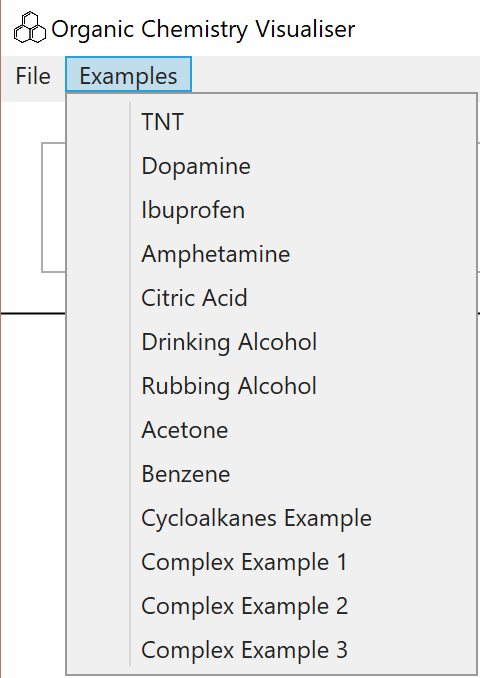 Organic Chemistry Visualiser
File Examples
TNT
Dopamine
Ibuprofen
Amphetamine
Citric Acid
Drinking Alcohol
Rubbing Alcohol
Acetone
Benzene
Cycloalkanes Example
Complex Example 1
Complex Example 2
Complex Example 3